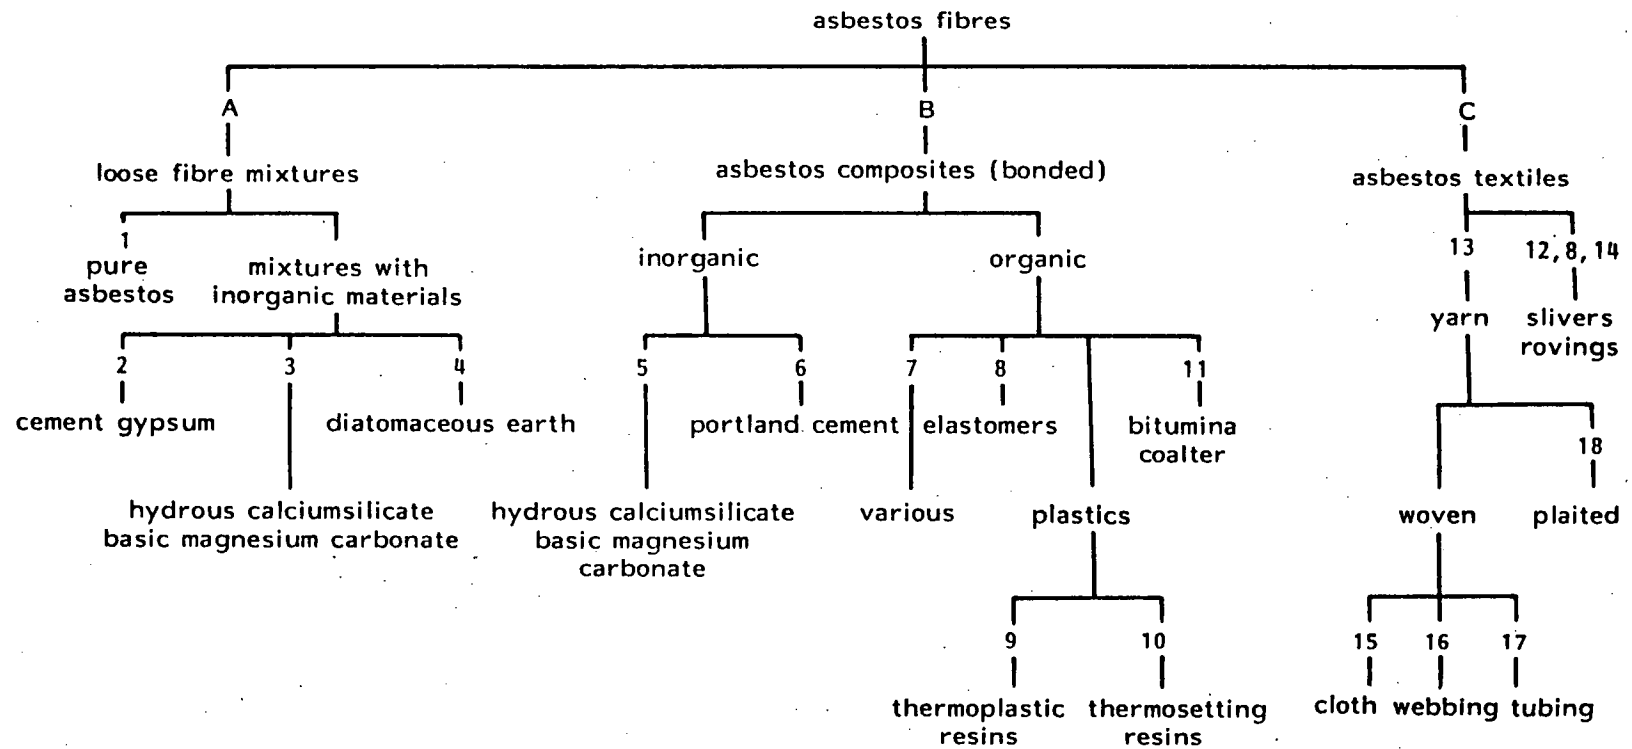 asbestos fibres
A
B
C
loose fibre mixtures
asbestos composites (bonded)
asbestos textiles
1
pure
asbestos
mixtures with
inorganic materials
inorganic
organic
13
12, 8, 14
yarn
slivers
rovings
2
3
4
5
6
7
8
11
cement gypsum
diatomaceous earth
portland cement
elastomers
bitumina
coalter
18
hydrous calciumsilicate
basic magnesium carbonate
hydrous calciumsilicate
basic magnesium
carbonate
various
plastics
woven
plaited
9
10
15
16
17
thermoplastic
resins
thermosetting
resins
cloth
webbing
tubing